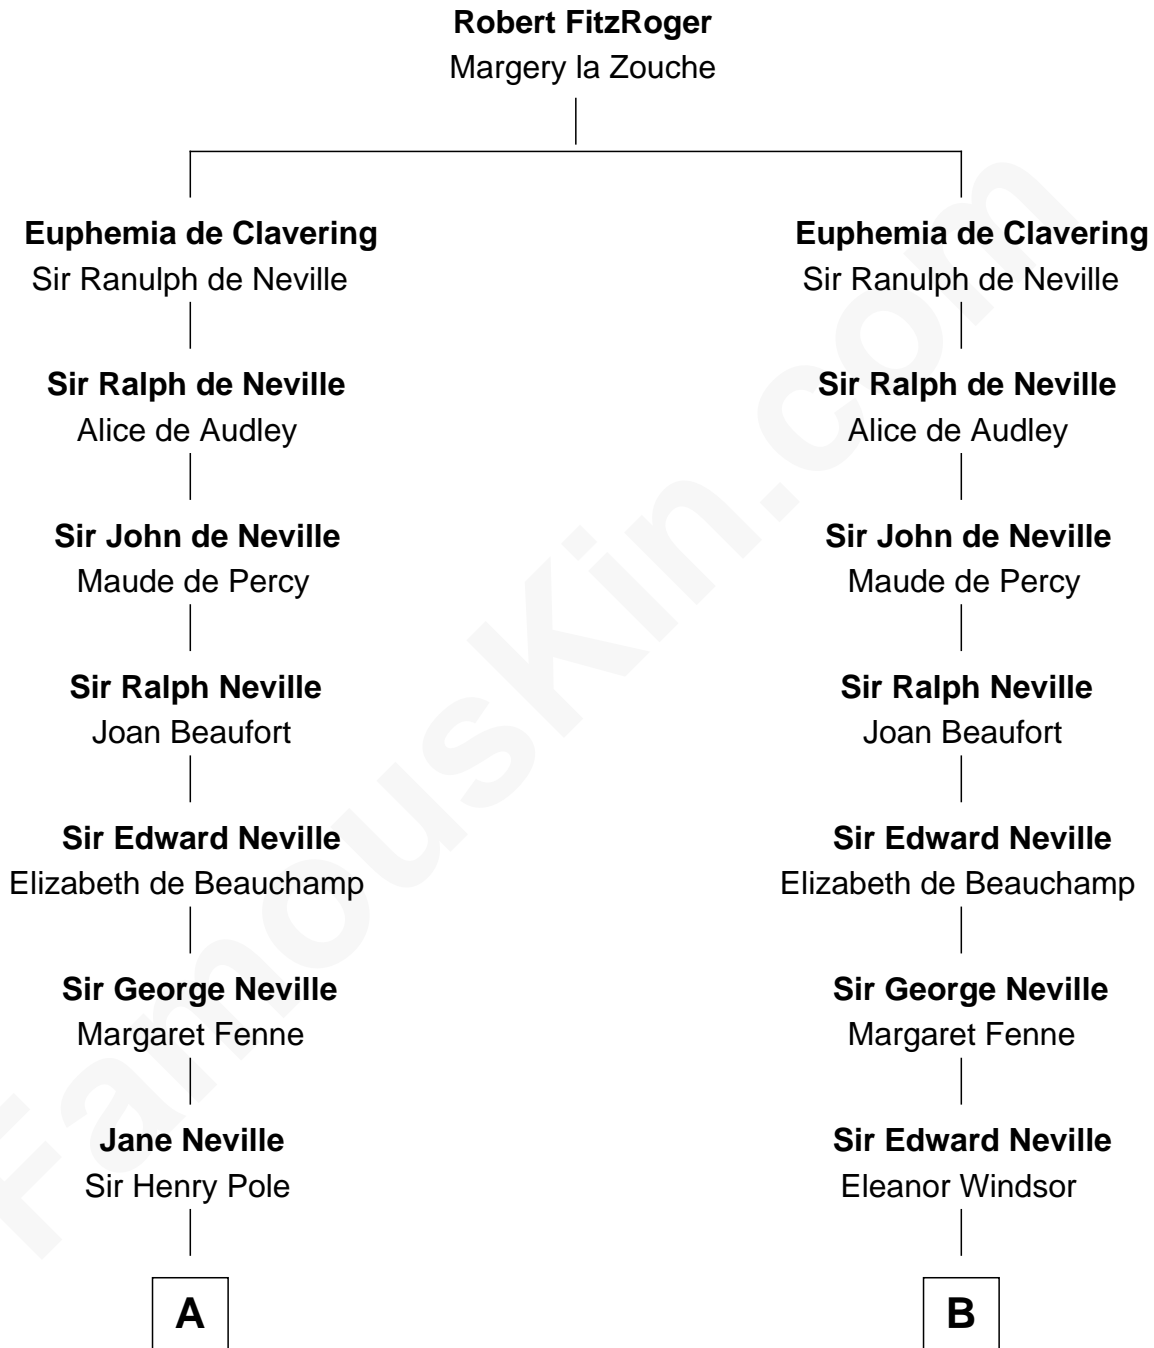 Robert FitzRoger
Margery la Zouche
Euphemia de Clavering
Sir Ranulph de Neville
Sir Ralph de Neville
Alice de Audley
Sir John de Neville
Maude de Percy
Sir Ralph Neville
Joan Beaufort
Sir Edward Neville
Elizabeth de Beauchamp
Sir George Neville
Margaret Fenne
Jane Neville
Sir Henry Pole
A
Euphemia de Clavering
Sir Ranulph de Neville
Sir Ralph de Neville
Alice de Audley
Sir John de Neville
Maude de Percy
Sir Ralph Neville
Joan Beaufort
Sir Edward Neville
Elizabeth de Beauchamp
Sir George Neville
Margaret Fenne
Sir Edward Neville
Eleanor Windsor
B
FamousKin.com